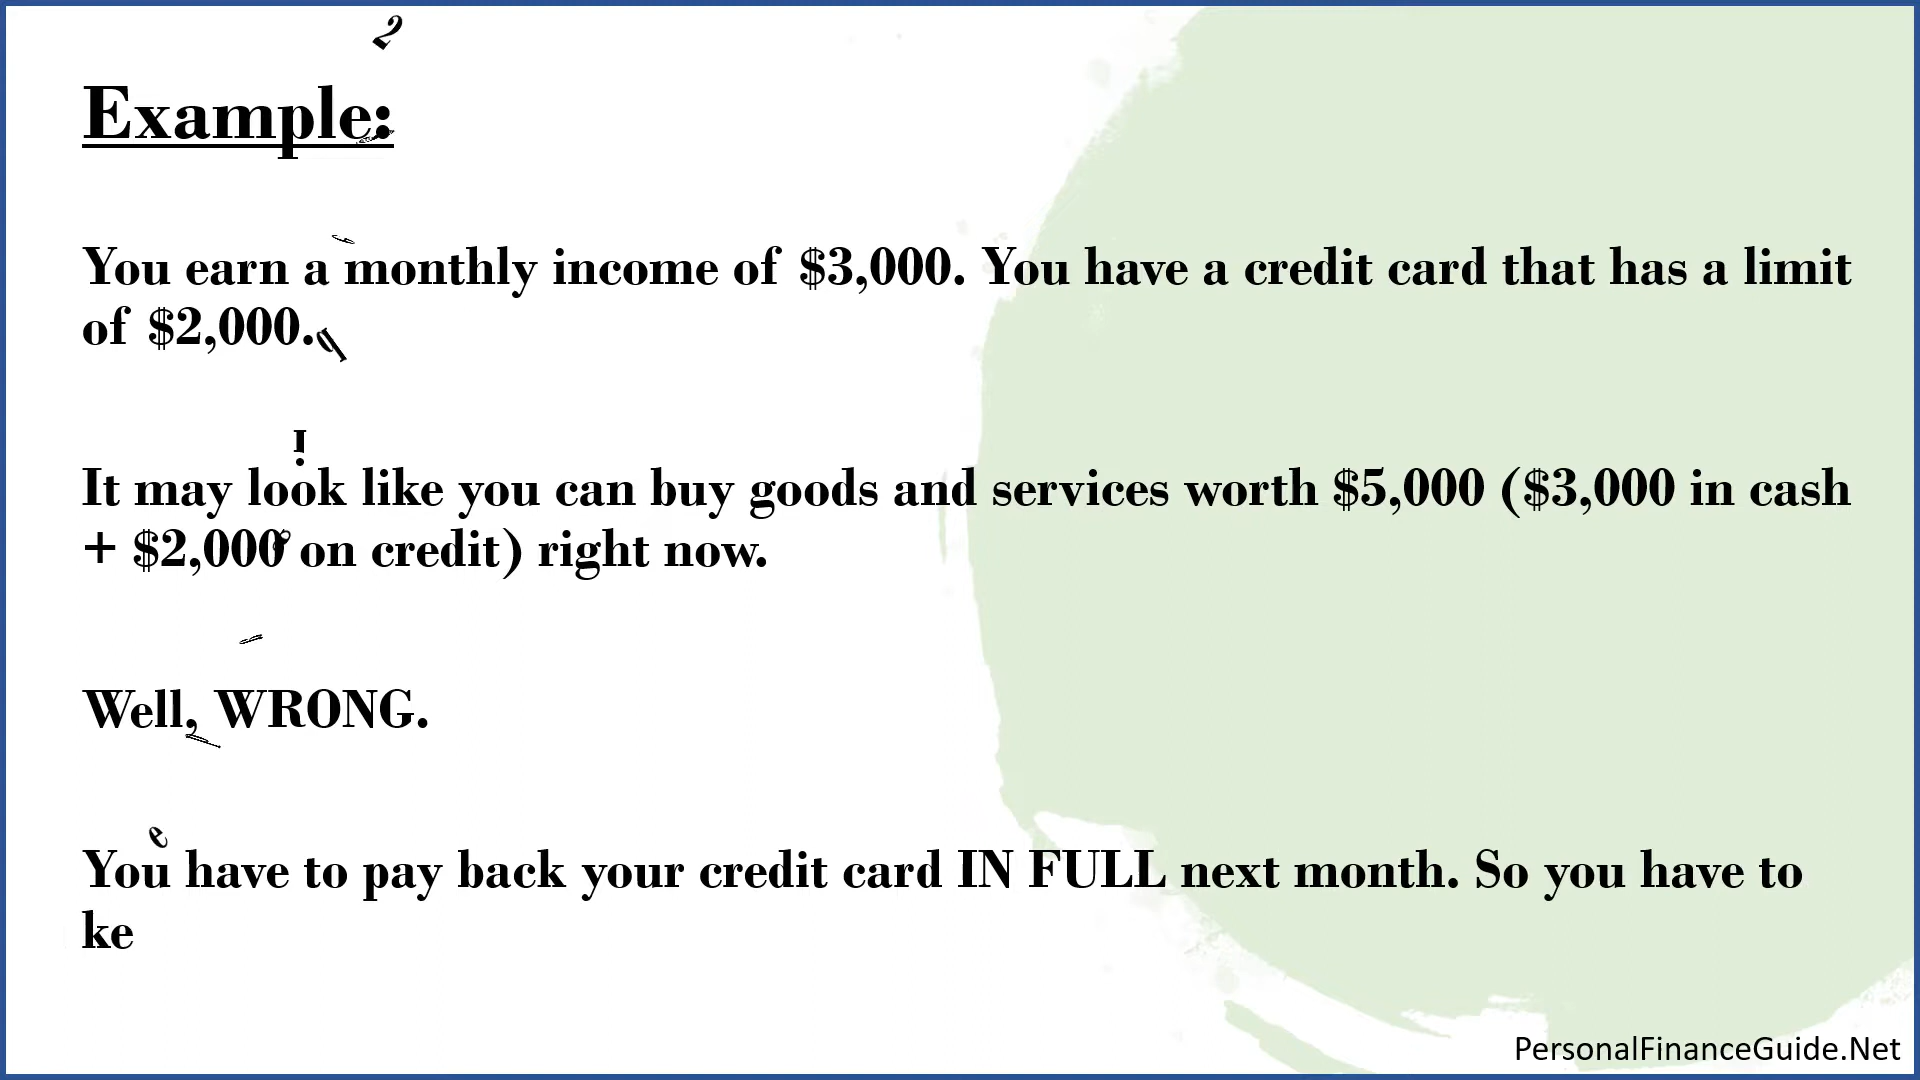 Example:
You earn a monthly income of $3,000. You have a credit card that has a limit
of $2,000.
It may look like you can buy goods and services worth $5,000 ($3,000 in cash
+ $2,000 on credit) right now.
Well, WRONG.
You have to pay back your credit card IN FULL next month. So you have to
ke
PersonalFinanceGuide.Net